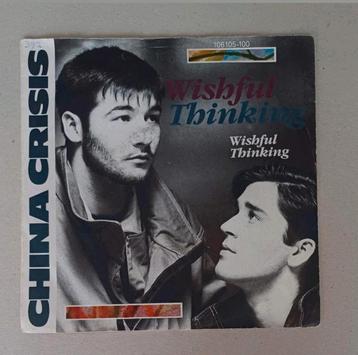 106105-100
CHINA CRISIS
Wishful
Thinking
Wishful
Thinking